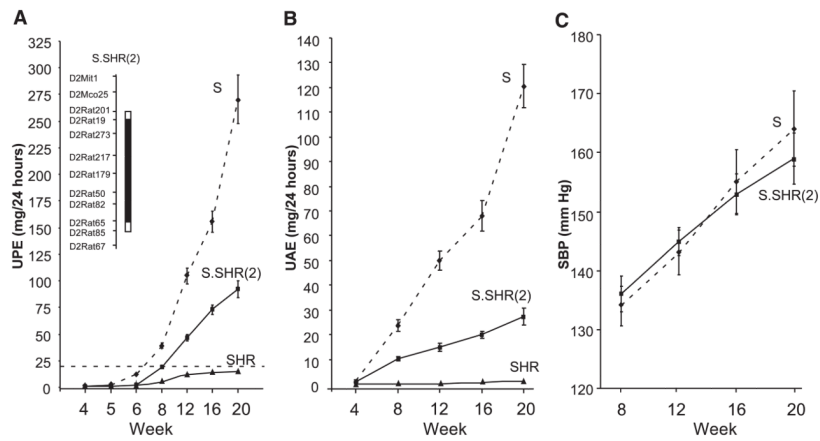 A
UPE (mg/24 hours)
325
300
275
250
225
200
175
150
125
100
75
50
25
0
S.SHR(2)
D2Mit1
D2Mco25
D2Rat201
D2Rat19
D2Rat273
D2Rat217
D2Rat179
D2Rat50
D2Rat82
D2Rat65
D2Rat85
D2Rat67
S
S.SHR(2)
SHR
4 5 6 8 12 16 20
Week
B
UAE (mg/24 hours)
140
130
120
110
100
90
80
70
60
50
40
30
20
10
0
S
S.SHR(2)
SHR
4 8 12 16 20
Week
C
SBP (mm Hg)
180
170
160
150
140
130
120
S
S.SHR(2)
8 12 16 20
Week